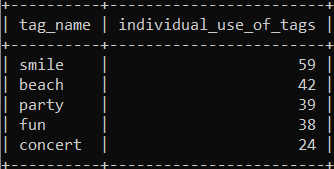 +-----------+-------------------------+
| tag_name | individual_use_of_tags |
+-----------+-------------------------+
| smile | 59 |
| beach | 42 |
| party | 39 |
| fun | 38 |
| concert | 24 |
+-----------+-------------------------+